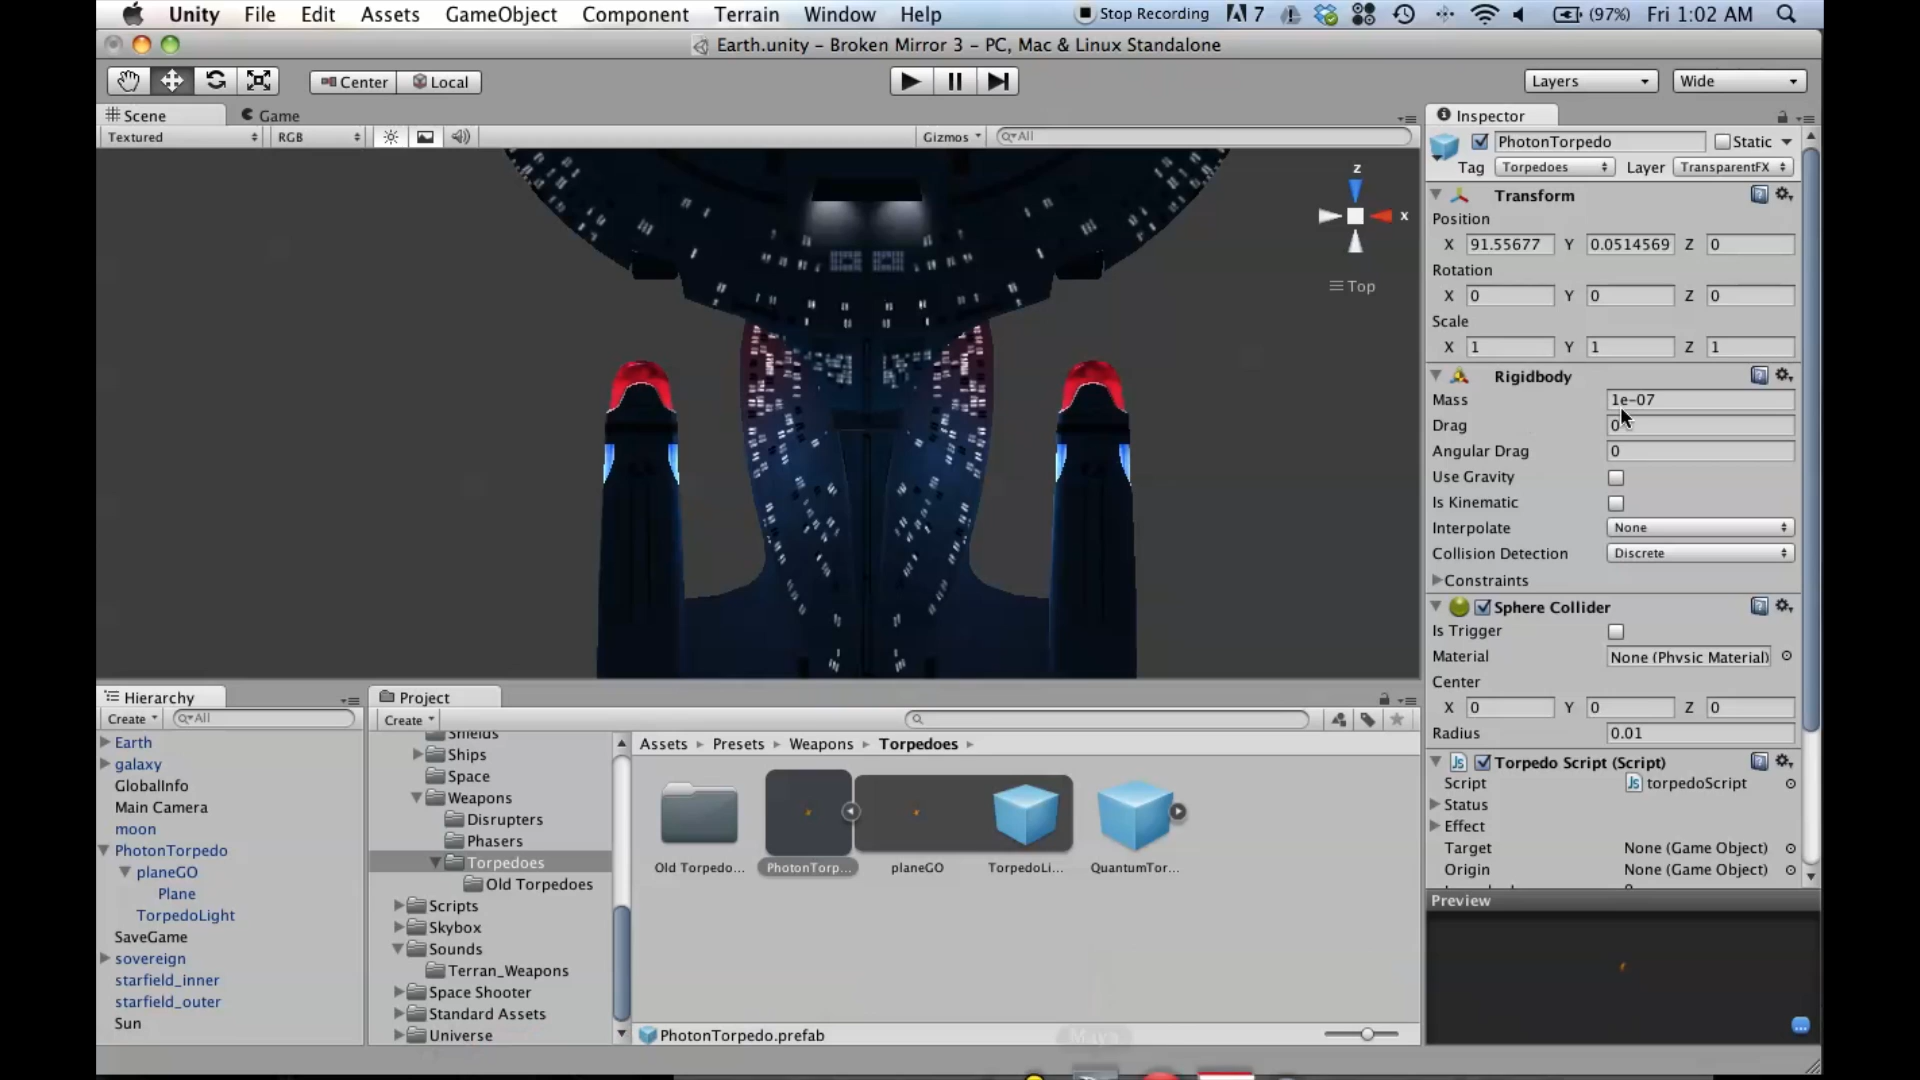 Unity File Edit Assets GameObject Component Terrain Window Help Stop Recording 7 (97%) Fri 1:02 AM
Earth.unity – Broken Mirror 3 – PC, Mac & Linux Standalone
Center Local Layers Wide
Scene Game
Textured RGB Gizmos All
z
x
Top
Inspector
PhotonTorpedo Static
Tag Torpedoes Layer TransparentFX
Transform
Position
X 91.55677 Y 0.0514569 Z 0
Rotation
X 0 Y 0 Z 0
Scale
X 1 Y 1 Z 1
Rigidbody
Mass 1e-07
Drag 0
Angular Drag 0
Use Gravity
Is Kinematic
Interpolate None
Collision Detection Discrete
Constraints
Sphere Collider
Is Trigger
Material None (Physic Material)
Center
X 0 Y 0 Z 0
Radius 0.01
Torpedo Script (Script)
Script torpedoScript
Status
Effect
Target None (Game Object)
Origin None (Game Object)
Preview
Hierarchy
Create All
Earth
galaxy
GlobalInfo
Main Camera
moon
PhotonTorpedo
planeGO
Plane
TorpedoLight
SaveGame
sovereign
starfield_inner
starfield_outer
Sun
Project
Create
Shields
Ships
Space
Weapons
Disrupters
Phasers
Torpedoes
Old Torpedoes
Scripts
Skybox
Sounds
Terran_Weapons
Space Shooter
Standard Assets
Universe
Assets Presets Weapons Torpedoes
Old Torpedo... PhotonTorp... planeGO TorpedoLi... QuantumTor...
PhotonTorpedo.prefab
Maya